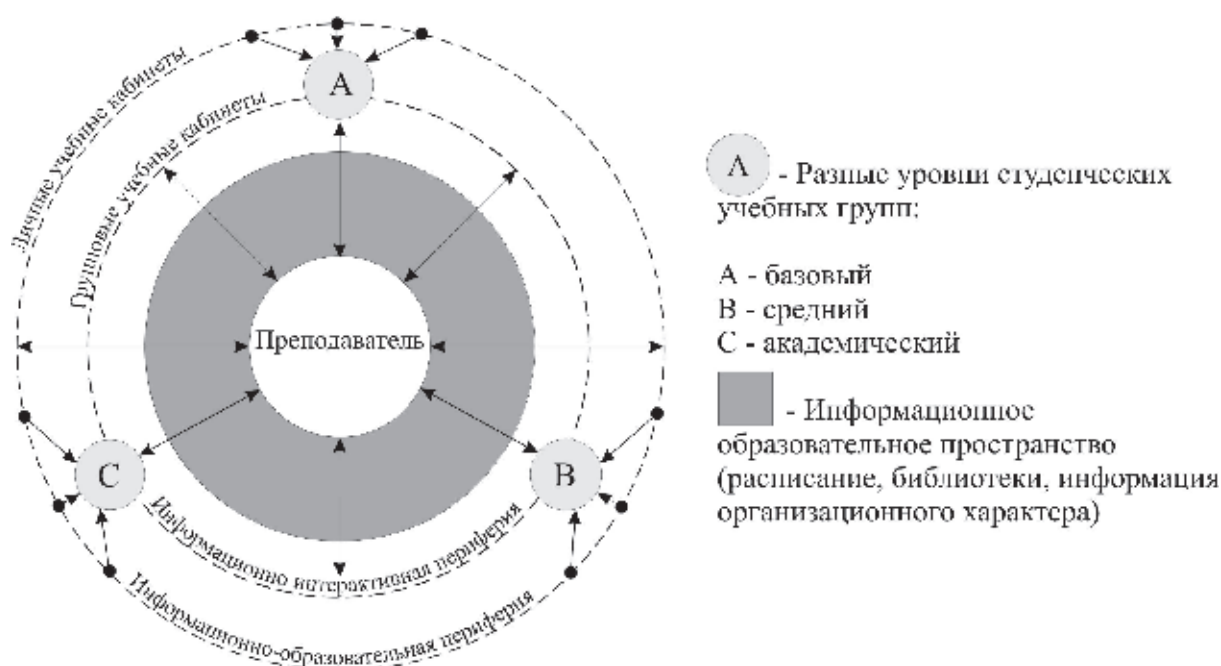 Личные учебные кабинеты
Групповые учебные кабинеты
A
Преподаватель
C
B
Информационно интерактивная периферия
Информационно-образовательная периферия
A - Разные уровни студенческих
учебных групп:
A - базовый
B - средний
C - академический
- Информационное
образовательное пространство
(расписание, библиотеки, информация
организационного характера)